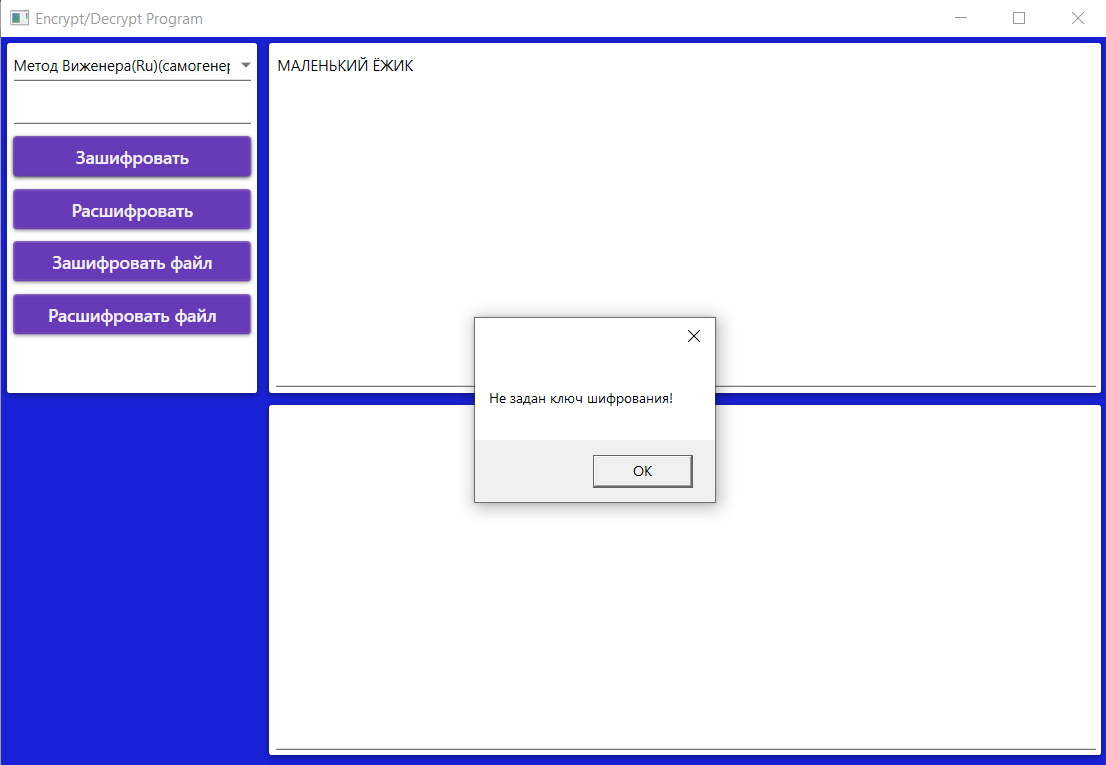 Encrypt/Decrypt Program
Метод Виженера(Ru)(самогенер
МАЛЕНЬКИЙ ЁЖИК
Зашифровать
Расшифровать
Зашифровать файл
Расшифровать файл
Не задан ключ шифрования!
ОК